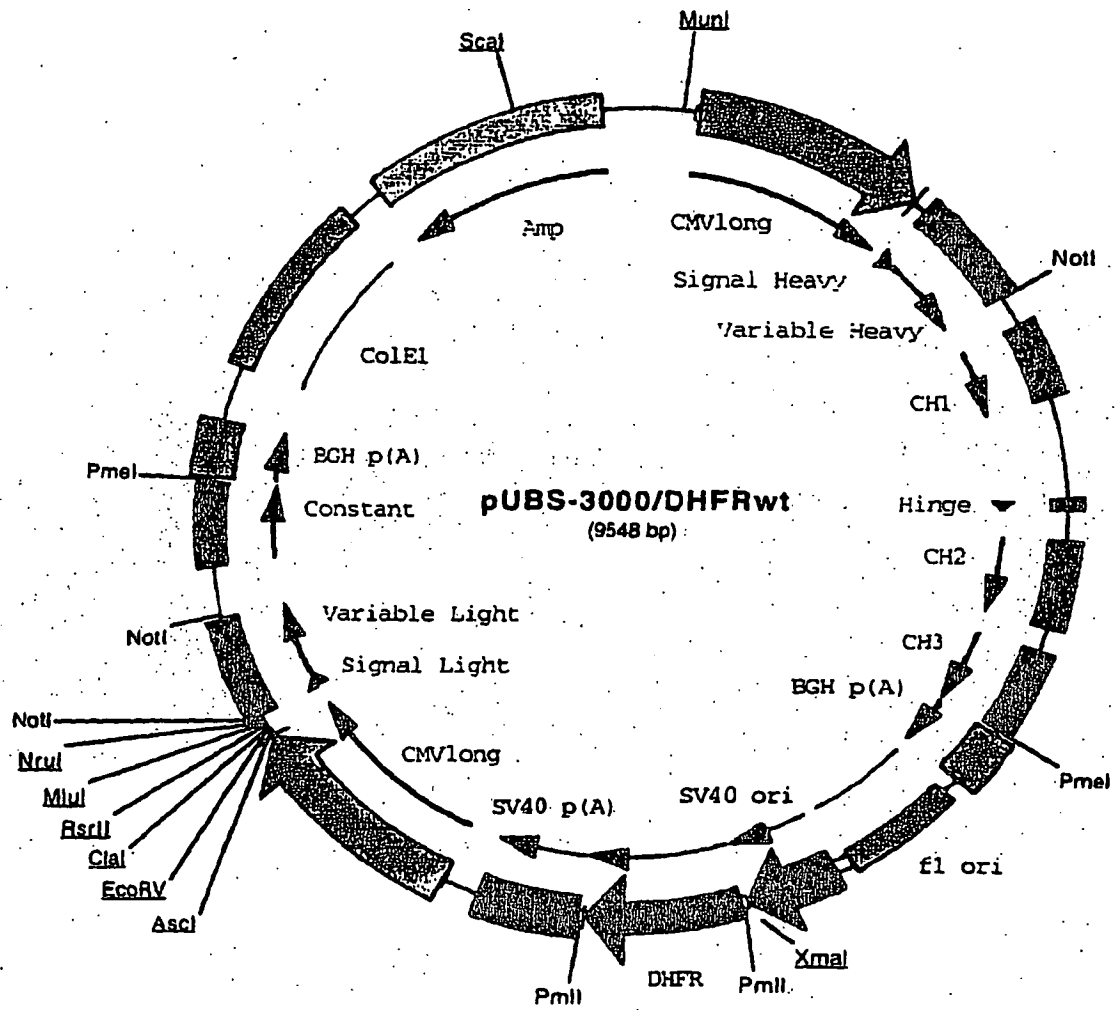 MunI
ScaI
Amp
CMVlong
NotI
Signal Heavy
Variable Heavy
ColE1
CH1
BGH p(A)
PmeI
pUBS-3000/DHFRwt
Hinge
Constant
(9548 bp)
CH2
Variable Light
NotI
CH3
Signal Light
BGH p(A)
NotI
NruI
CMVlong
PmeI
MluI
SV40 ori
SV40 p(A)
RsrII
ClaI
f1 ori
EcoRV
AscI
XmaI
DHFR
PmlI
PmlI